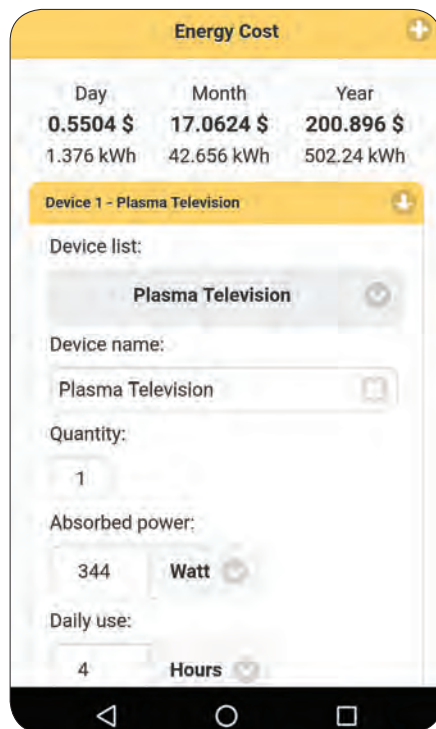 Energy Cost
Day Month Year
0.5504 $ 17.0624 $ 200.896 $
1.376 kWh 42.656 kWh 502.24 kWh
Device 1 - Plasma Television
Device list:
Plasma Television
Device name:
Plasma Television
Quantity:
1
Absorbed power:
344 Watt
Daily use:
4 Hours